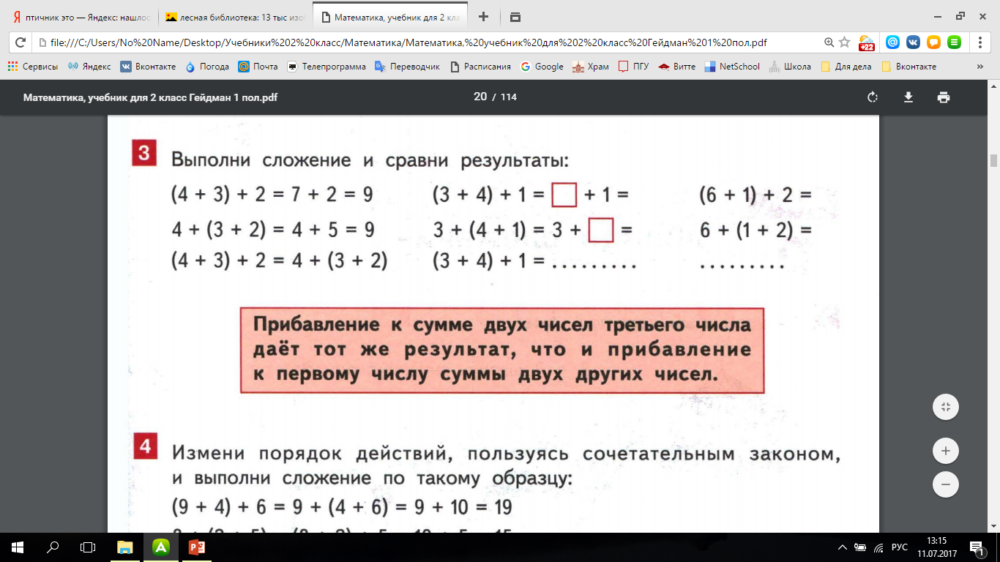 птичник это — Яндекс: нашлос
лесная библиотека: 13 тыс изо
Математика, учебник для 2 кла
file:///C:/Users/No%20Name/Desktop/Учебники%202%20класс/Математика/Математика,%20учебник%20для%202%20класс%20Гейдман%201%20пол.pdf
+22
Сервисы Яндекс Вконтакте Погода Почта Телепрограмма Переводчик Расписания Google Храм ПГУ Витте NetSchool Школа Для дела Вконтакте »
Математика, учебник для 2 класс Гейдман 1 пол.pdf 20 / 114
3 Выполни сложение и сравни результаты:
(4 + 3) + 2 = 7 + 2 = 9 (3 + 4) + 1 = □ + 1 = (6 + 1) + 2 =
4 + (3 + 2) = 4 + 5 = 9 3 + (4 + 1) = 3 + □ = 6 + (1 + 2) =
(4 + 3) + 2 = 4 + (3 + 2) (3 + 4) + 1 = ......... .........
Прибавление к сумме двух чисел третьего числа
даёт тот же результат, что и прибавление
к первому числу суммы двух других чисел.
4 Измени порядок действий, пользуясь сочетательным законом,
и выполни сложение по такому образцу:
(9 + 4) + 6 = 9 + (4 + 6) = 9 + 10 = 19
РУС
13:15
11.07.2017
1